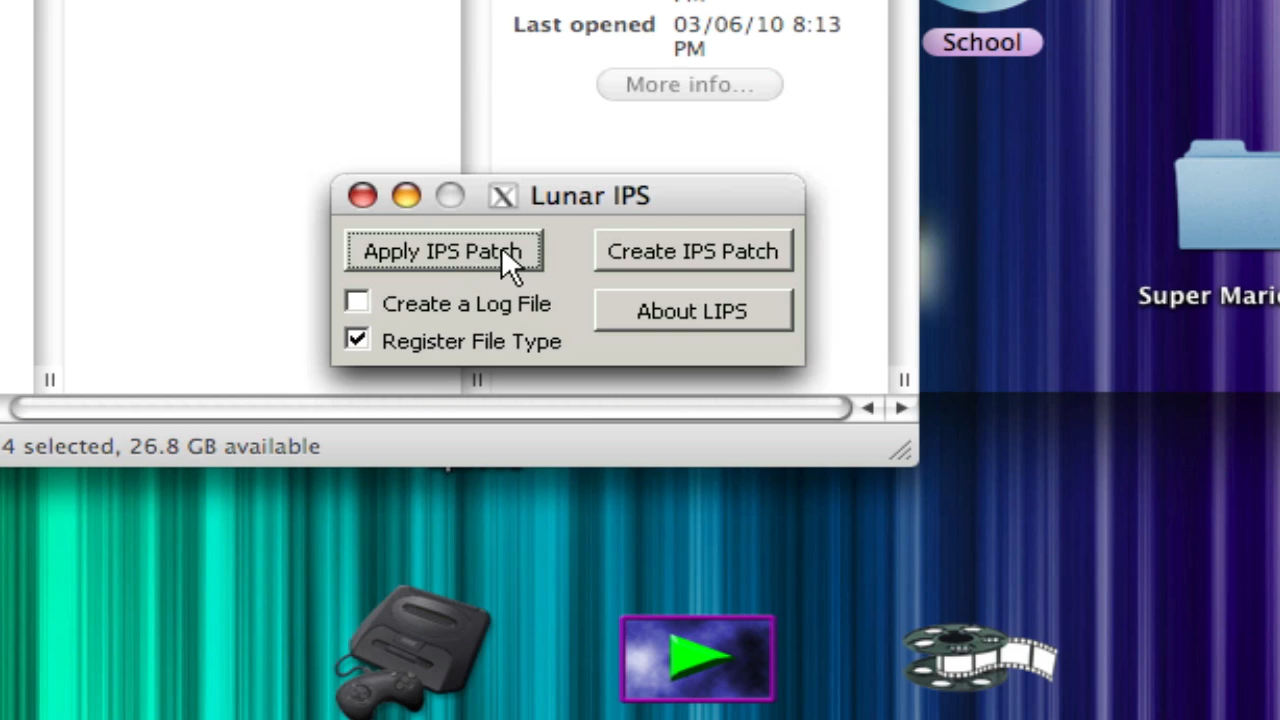 Last opened 03/06/10 8:13
PM
More info...
School
Lunar IPS
Apply IPS Patch
Create IPS Patch
Create a Log File
About LIPS
Register File Type
Super Mari
4 selected, 26.8 GB available